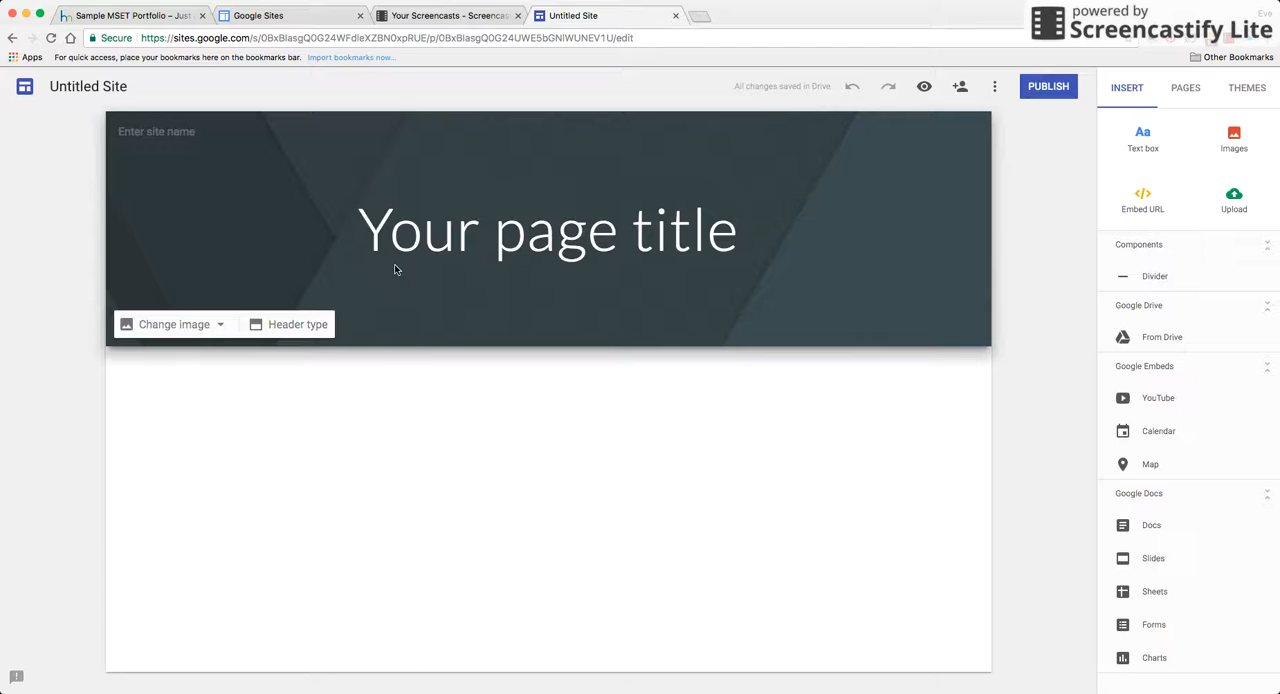 Sample MSET Portfolio – Just
Google Sites
Your Screencasts - Screencas
Untitled Site
Eve
powered by
Screencastify Lite
Secure
https://sites.google.com/s/0BxBlasgQ0G24WFdleXZBN0xpRUE/p/0BxBlasgQ0G24UWE5bGNIWUNEV1U/edit
Apps
For quick access, place your bookmarks here on the bookmarks bar.
Import bookmarks now...
Other Bookmarks
Untitled Site
All changes saved in Drive
PUBLISH
INSERT
PAGES
THEMES
Enter site name
Your page title
Change image
Header type
Aa
Text box
Images
Embed URL
Upload
Components
Divider
Google Drive
From Drive
Google Embeds
YouTube
Calendar
Map
Google Docs
Docs
Slides
Sheets
Forms
Charts